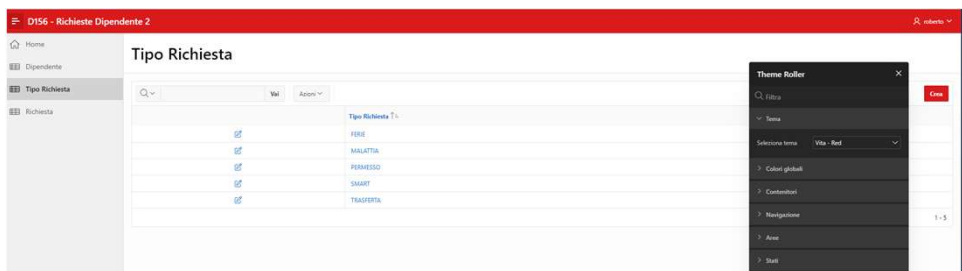 D156 - Richieste Dipendente 2
roberto
Home
Dipendente
Tipo Richiesta
Richiesta
Tipo Richiesta
Vai
Azioni
Crea
Tipo Richiesta
FERIE
MALATTIA
PERMESSO
SMART
TRASFERTA
1 - 5
Theme Roller
Filtra
Tema
Seleziona tema Vita - Red
Colori globali
Contenitori
Navigazione
Aree
Stati